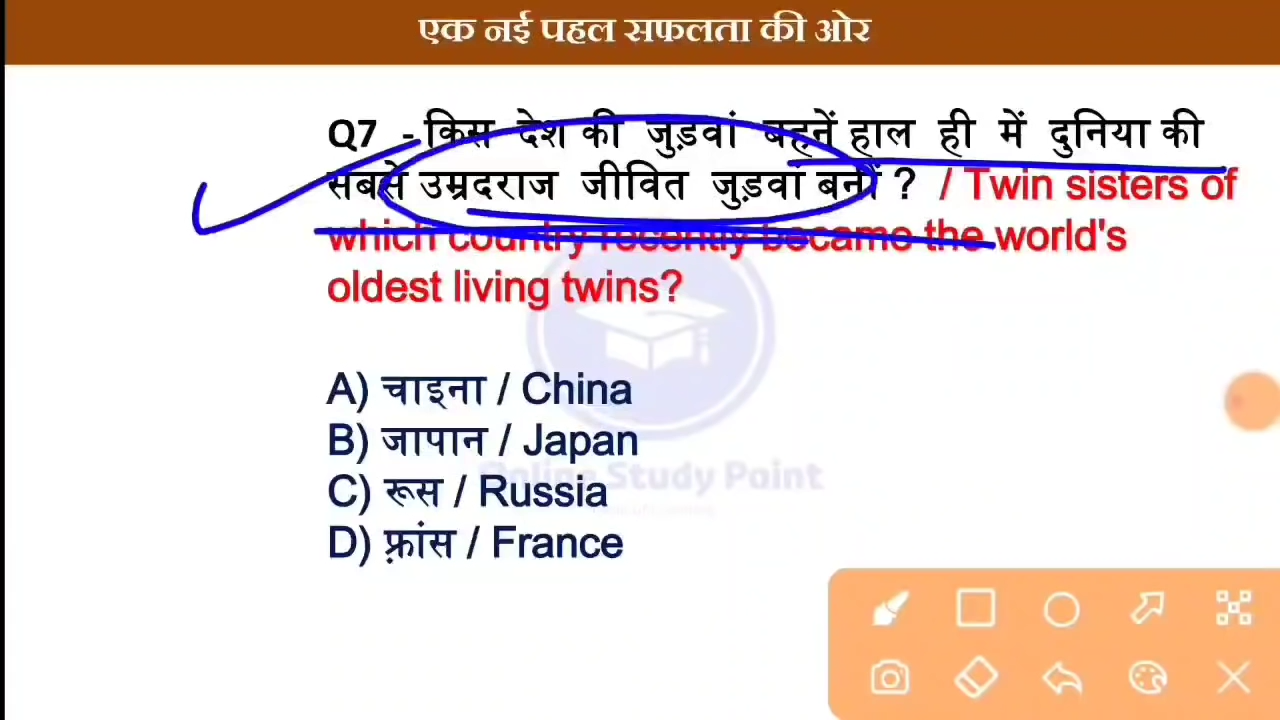 एक नई पहल सफलता की ओर
Q7 - किस देश की जुड़वां बहनें हाल ही में दुनिया की
सबसे उम्रदराज जीवित जुड़वां बनीं ? / Twin sisters of
which country recently became the world's
oldest living twins?
A) चाइना / China
B) जापान / Japan
C) रूस / Russia
D) फ़्रांस / France
Online Study Point